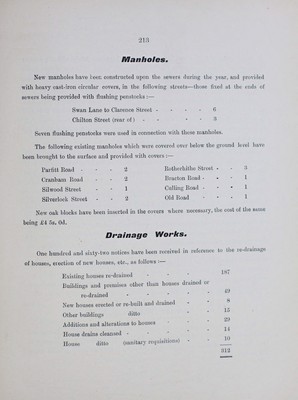 213
Manholes.
New manholes have been constructed upon the sewers during the year, and provided
with heavy cast-iron circular covers, in the following streets—those fixed at the ends of
sewers being provided with flushing penstocks :—
Swan Lane to Clarence Street - - - 6
Chilton Street (rear of) - - - 3
Seven flushing penstocks were used in connection with these manholes.
The following existing manholes which were covered over below the ground level have
been brought to the surface and provided with covers :—
Parfitt Road - - 2 Rotherhithe Street - - 3
Cranham Road - - 2 Bracton Road - - 1
Silwood Street - - 1 Culling Road - - 1
Silverlock Street - - 2 Old Road - - 1
New oak blocks have been inserted in the covers where necessary, the cost of the same
being £4 5s. 0d.
Drainage Works.
One hundred and sixty-two notices have been received in reference to the re-drainage
of houses, erection of new houses, etc., as follows :—
Existing houses re-drained - - - 187
Buildings and premises other than houses drained or
re-drained - - - - 49
New houses erected or re-built and drained - - 8
Other buildings ditto - - 15
Additions and alterations to houses - - - 29
House drains cleansed - - - - 14
House ditto (sanitary requisitions) - - 10
312